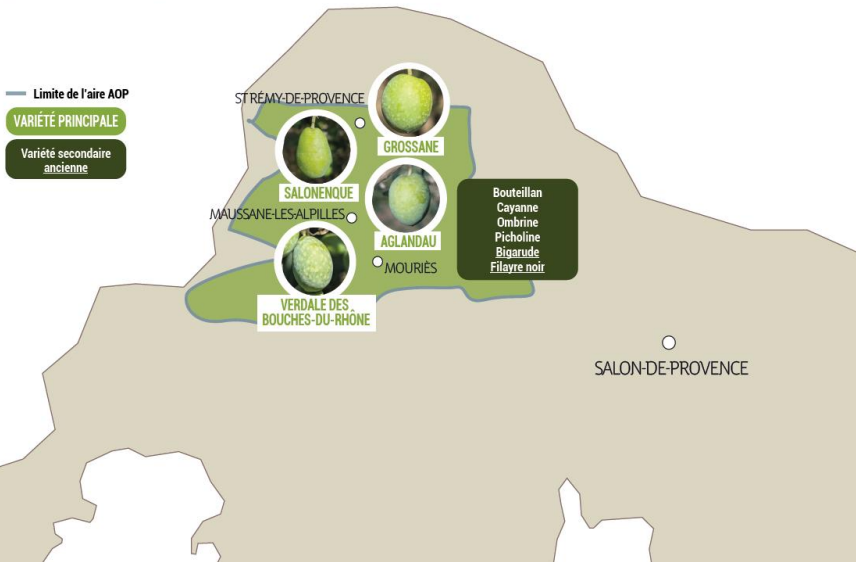 Limite de l'aire AOP
VARIÉTÉ PRINCIPALE
Variété secondaire
ancienne
ST RÉMY-DE-PROVENCE
GROSSANE
SALONENQUE
MAUSSANE-LES-ALPILLES
AGLANDAU
MOURIÈS
VERDALE DES
BOUCHES-DU-RHÔNE
Bouteillan
Cayanne
Ombrine
Picholine
Bigarude
Filayre noir
SALON-DE-PROVENCE